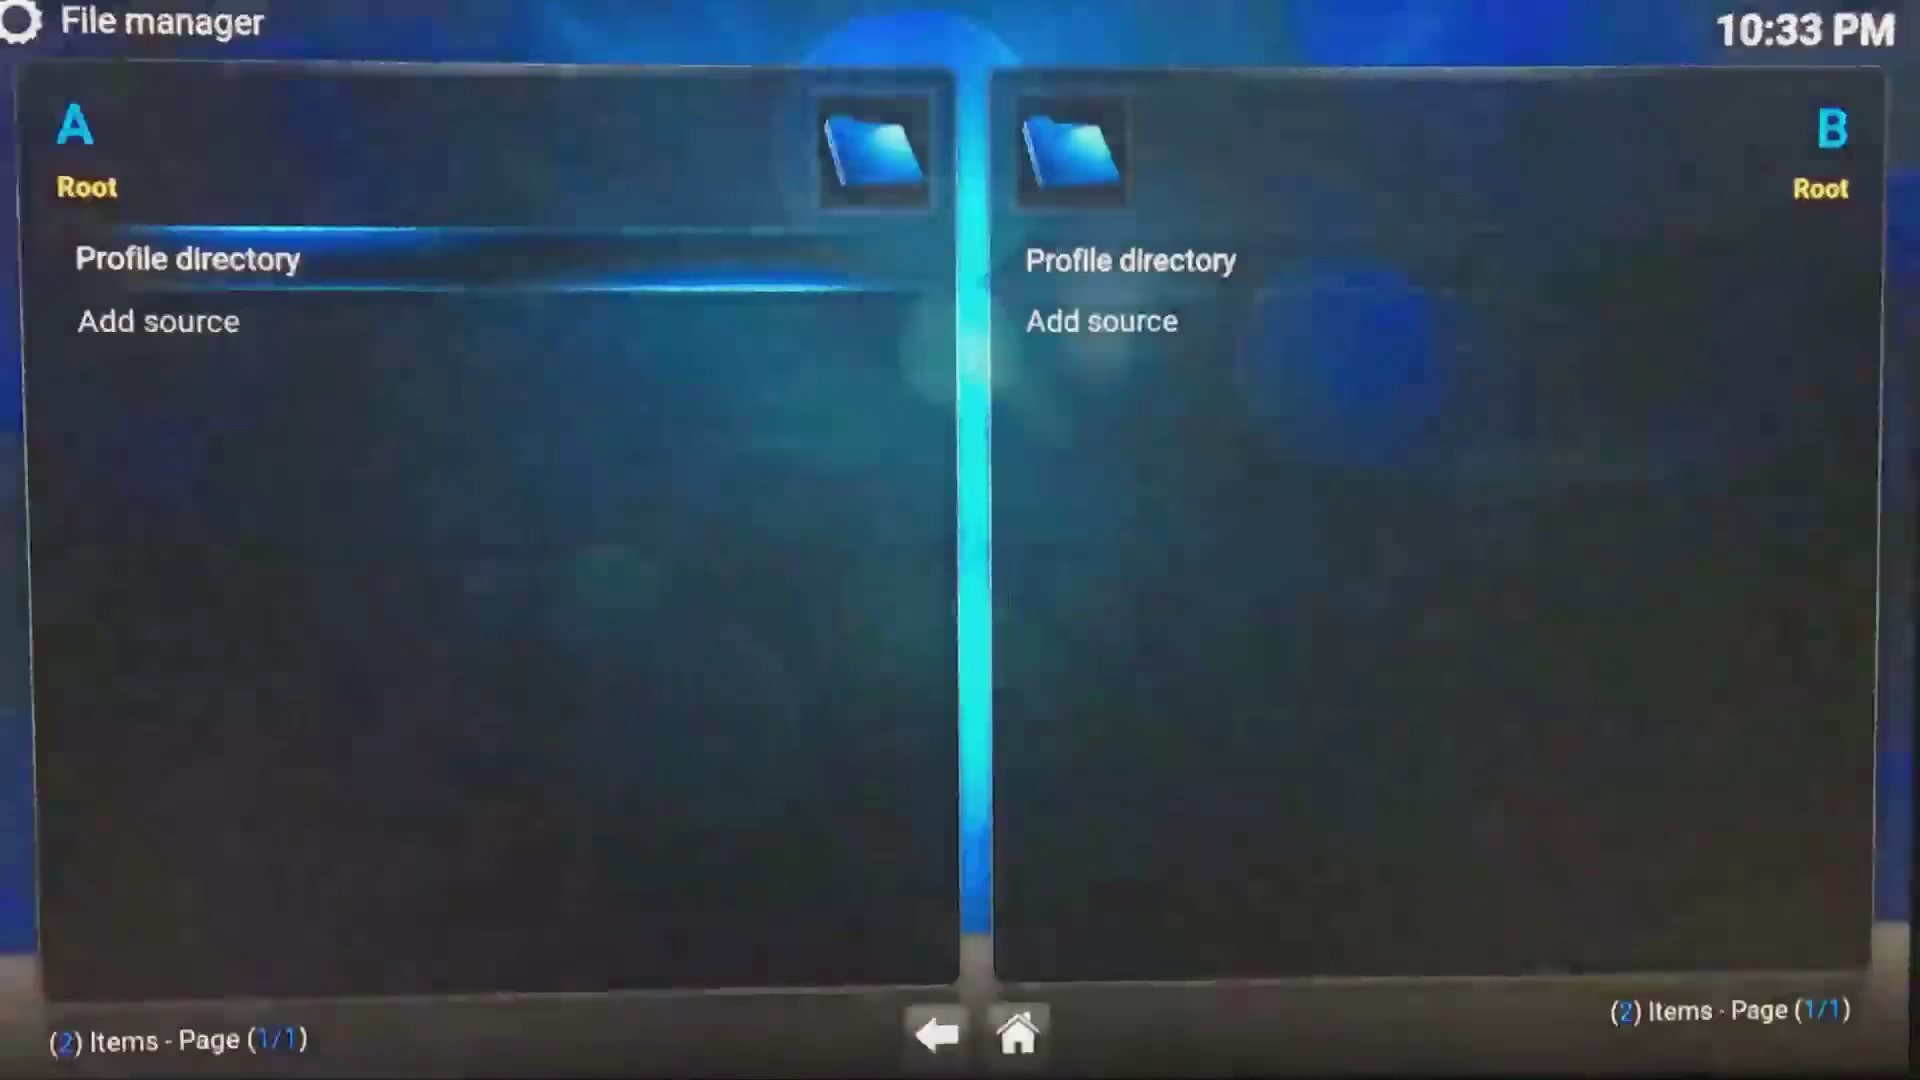 File manager
10:33 PM
A
Root
Profile directory
Add source
(2) Items - Page (1/1)
B
Root
Profile directory
Add source
(2) Items - Page (1/1)